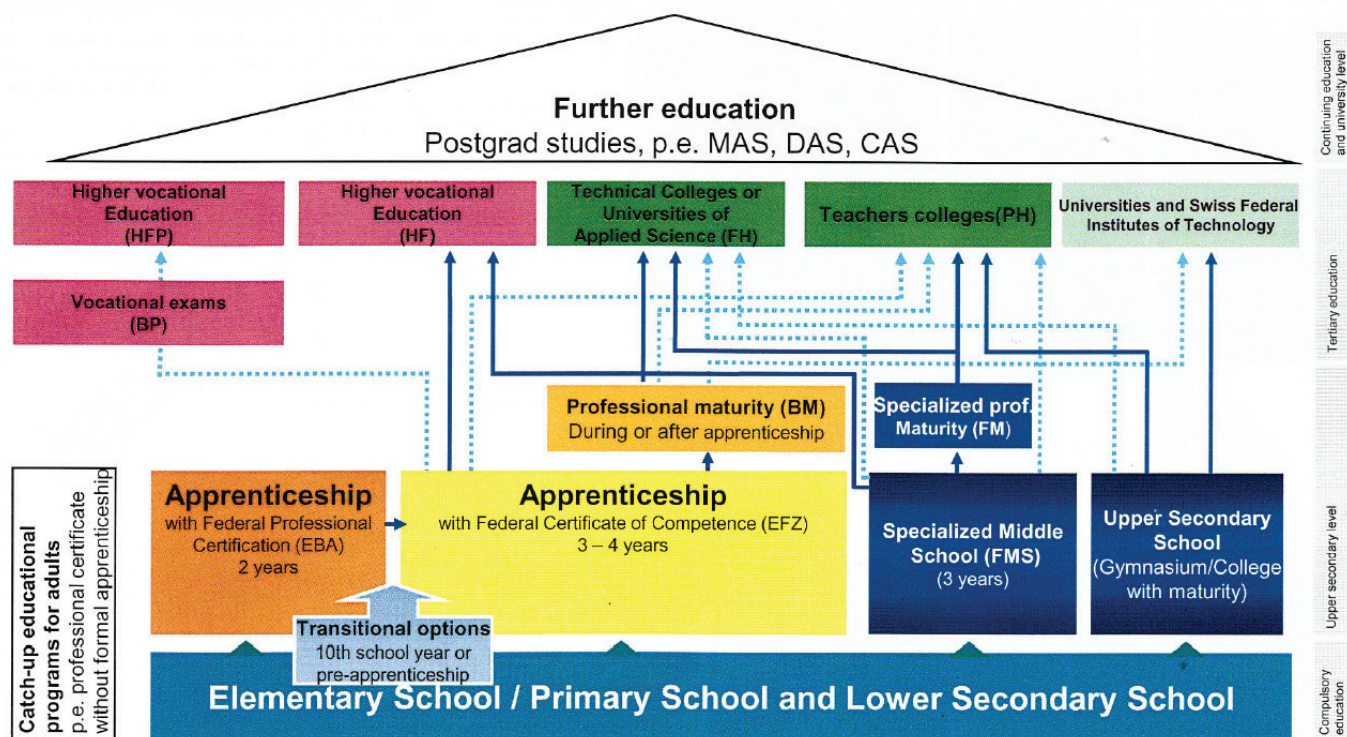 Further education
Postgrad studies, p.e. MAS, DAS, CAS
Continuing education
and university level
Higher vocational
Education
(HFP)
Higher vocational
Education
(HF)
Technical Colleges or
Universities of
Applied Science (FH)
Teachers colleges(PH)
Universities and Swiss Federal
Institutes of Technology
Vocational exams
(BP)
Tertiary education
Professional maturity (BM)
During or after apprenticeship
Specialized prof.
Maturity (FM)
Catch-up educational
programs for adults
p.e. professional certificate
without formal apprenticeship
Apprenticeship
with Federal Professional
Certification (EBA)
2 years
Apprenticeship
with Federal Certificate of Competence (EFZ)
3 – 4 years
Specialized Middle
School (FMS)
(3 years)
Upper Secondary
School
(Gymnasium/College
with maturity)
Upper secondary level
Transitional options
10th school year or
pre-apprenticeship
Elementary School / Primary School and Lower Secondary School
Compulsory
education